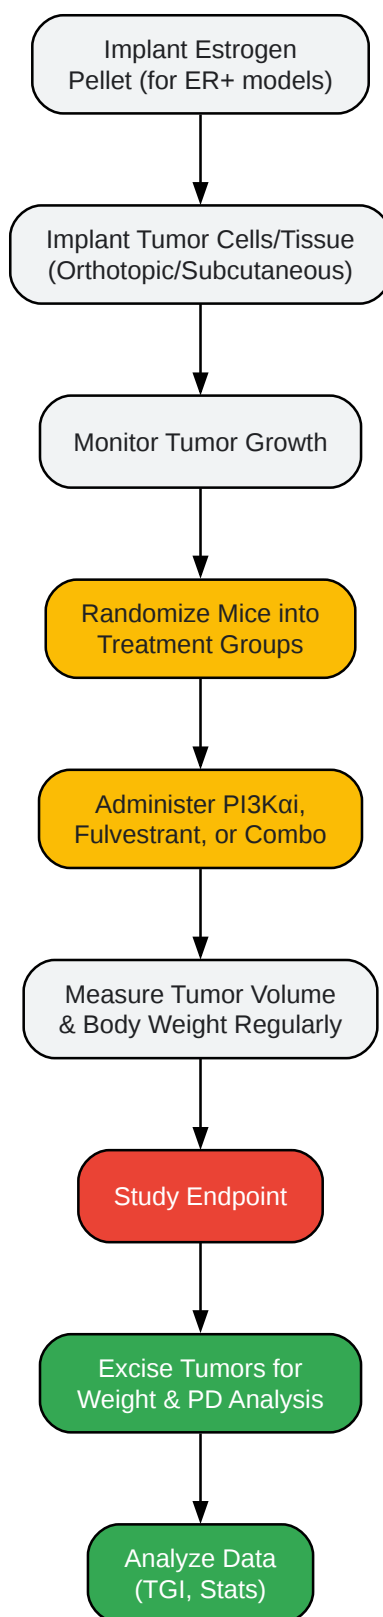 Implant Estrogen
Pellet (for ER+ models)
Implant Tumor Cells/Tissue
(Orthotopic/Subcutaneous)
Monitor Tumor Growth
Randomize Mice into
Treatment Groups
Administer PI3Kαi,
Fulvestrant, or Combo
Measure Tumor Volume
& Body Weight Regularly
Study Endpoint
Excise Tumors for
Weight & PD Analysis
Analyze Data
(TGI, Stats)